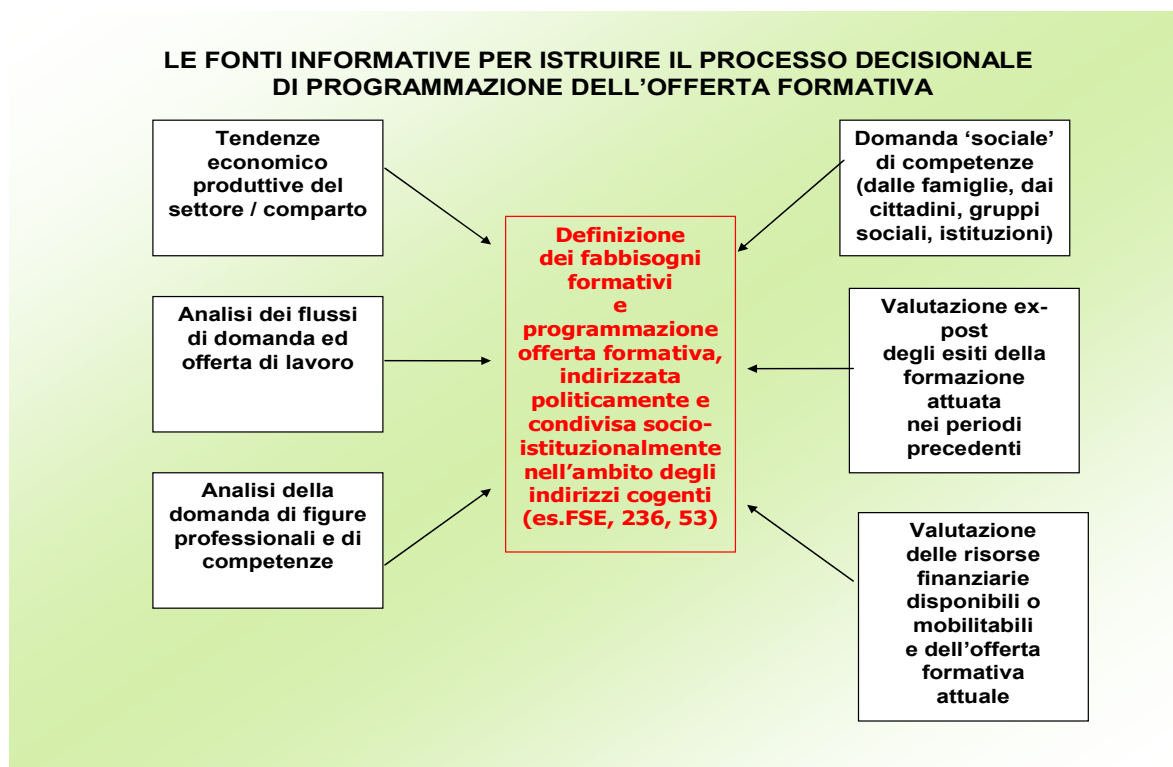 LE FONTI INFORMATIVE PER ISTRUIRE IL PROCESSO DECISIONALE
DI PROGRAMMAZIONE DELL’OFFERTA FORMATIVA
Tendenze
economico
produttive del
settore / comparto
Analisi dei flussi
di domanda ed
offerta di lavoro
Analisi della
domanda di figure
professionali e di
competenze
Definizione
dei fabbisogni
formativi
e
programmazione
offerta formativa,
indirizzata
politicamente e
condivisa socio-
istituzionalmente
nell’ambito degli
indirizzi cogenti
(es.FSE, 236, 53)
Domanda ‘sociale’
di competenze
(dalle famiglie, dai
cittadini, gruppi
sociali, istituzioni)
Valutazione ex-
post
degli esiti della
formazione
attuata
nei periodi
precedenti
Valutazione
delle risorse
finanziarie
disponibili o
mobilitabili
e dell’offerta
formativa
attuale